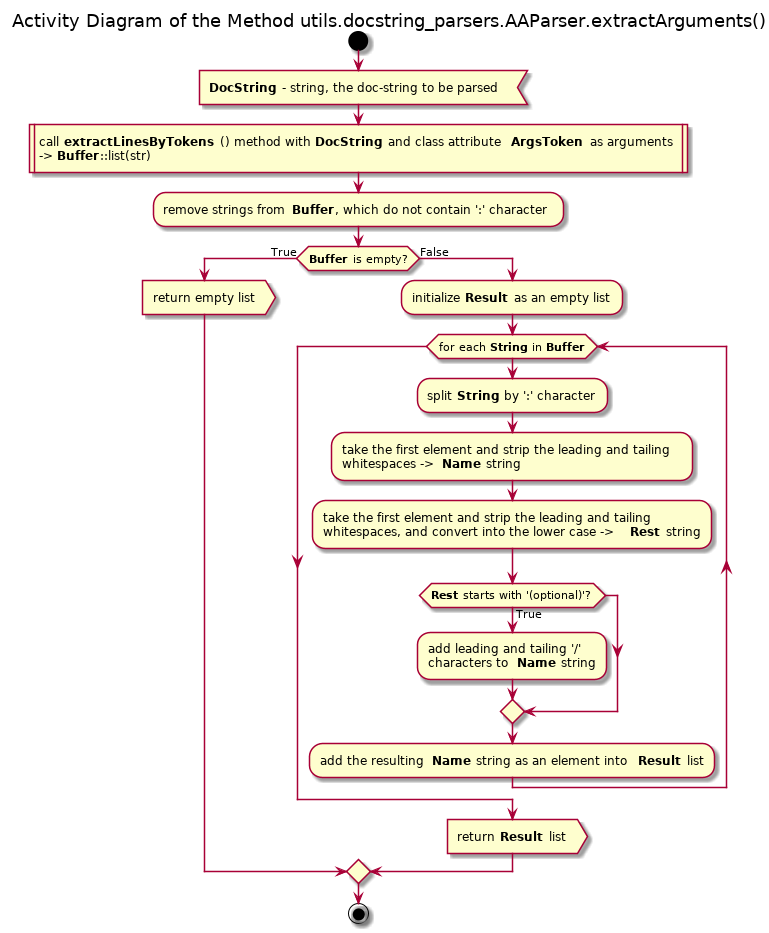 Activity Diagram of the Method utils.docstring_parsers.AAParser.extractArguments()
DocString - string, the doc-string to be parsed
call extractLinesByTokens () method with DocString and class attribute ArgsToken as arguments
-> Buffer::list(str)
remove strings from Buffer, which do not contain ':' character
True
Buffer is empty?
False
return empty list
initialize Result as an empty list
for each String in Buffer
split String by ':' character
take the first element and strip the leading and tailing
whitespaces -> Name string
take the first element and strip the leading and tailing
whitespaces, and convert into the lower case -> Rest string
Rest starts with '(optional)'?
True
add leading and tailing '/'
characters to Name string
add the resulting Name string as an element into Result list
return Result list